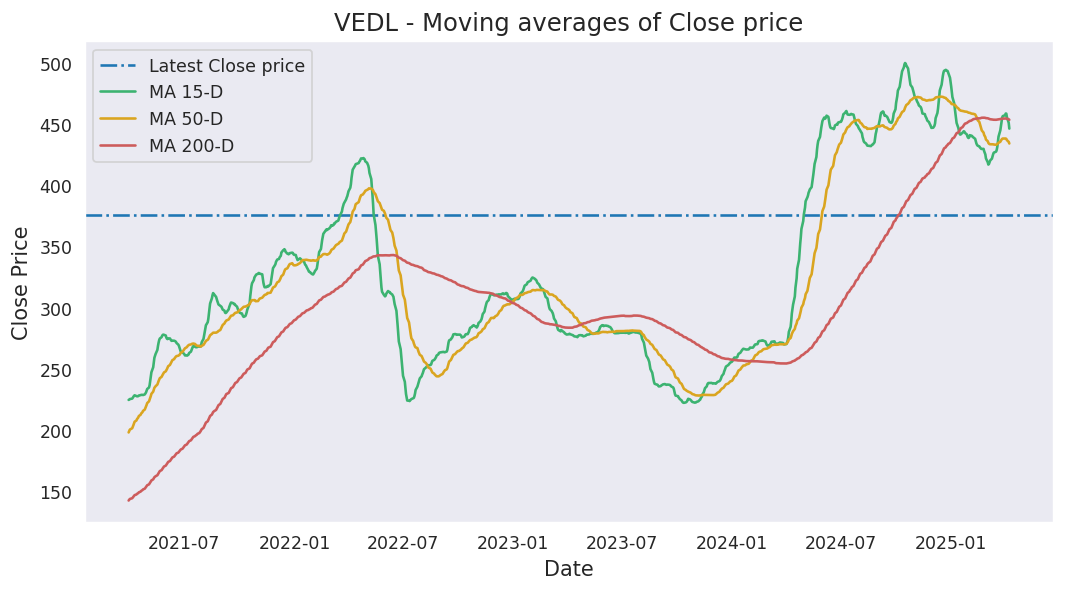 VEDL - Moving averages of Close price
Latest Close price
MA 15-D
MA 50-D
MA 200-D
Close Price
500
450
400
350
300
250
200
150
2021-07 2022-01 2022-07 2023-01 2023-07 2024-01 2024-07 2025-01
Date